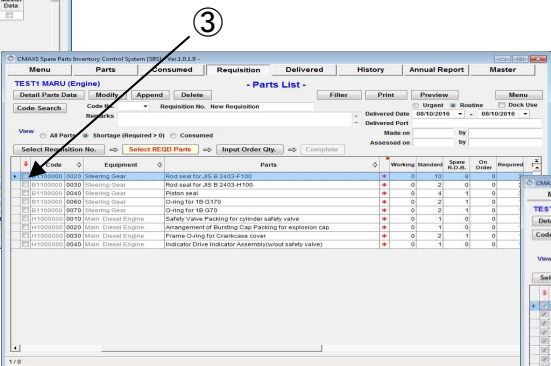 Data
③
CMAXS Spare Parts Inventory Control System (SBS) - Ver.1.0.1.9 -
Menu Parts Consumed Requisition Delivered History Annual Report Master
TEST1 MARU (Engine) - Parts List -
Detail Parts Data Modify Append Delete Filter Print Preview Menu
Urgent Routine Dock Use
Code Search Code No. Requisition No. New Requisition
Remarks
Delivered Date 08/10/2016 - 08/10/2016
Delivered Port
View All Parts Shortage (Required > 0) Consumed
Made on by
Assessed on by
Select Requisition No. ⇨ Select REQD Parts ⇨ Input Order Qty. ⇨ Complete
Code Equipment Parts Working Standard Spare R.O.B. On Order Required
B1100000 0020 Steering Gear Rod seal for JIS B 2403-F100 * 0 10 8 0
B1100000 0030 Steering Gear Rod seal for JIS B 2403-H100 * 0 2 0 0
B1100000 0040 Steering Gear Piston seal * 0 4 1 0
B1100000 0060 Steering Gear O-ring for 1B G170 * 0 2 1 0
B1100000 0070 Steering Gear O-ring for 1B G70 * 0 2 1 0
H1000000 0010 Main Diesel Engine Safety Valve Packing for cylinder safety valve * 0 1 0 0
H1000000 0020 Main Diesel Engine Arrangement of Bursting Cap Packing for explosion cap * 0 1 0 0
H1000000 0030 Main Diesel Engine Frame O-ring for Crankcase cover * 0 2 1 0
H1000000 0040 Main Diesel Engine Indicator Drive Indicator Assembly(w/out safety valve) * 0 2 1 0
1 / 9
CMA
TEST
Deta
Code
View
Sel